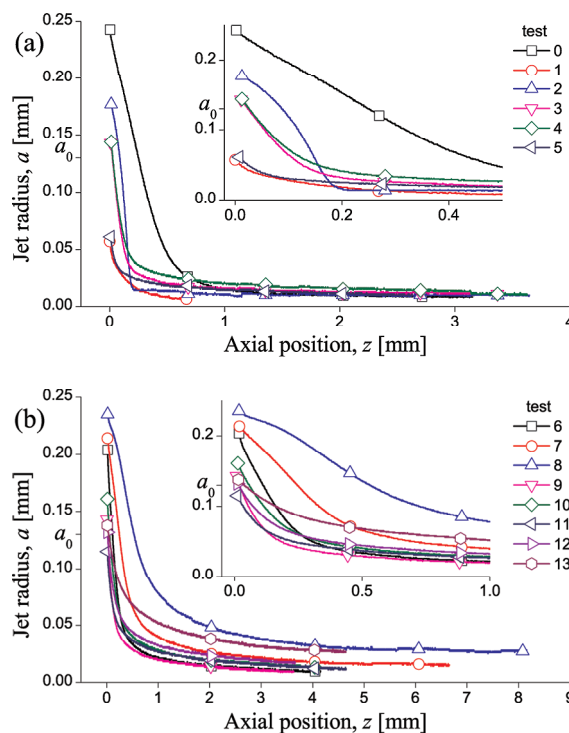 (a)
0.25
0.20
0.15
a₀
0.10
0.05
0.00
0 1 2 3 4
Axial position, z [mm]
Jet radius, a [mm]
0.2
a₀
0.1
0.0
0.0 0.2 0.4
test
0
1
2
3
4
5
(b)
0.25
0.20
0.15
a₀
0.10
0.05
0.00
0 1 2 3 4 5 6 7 8 9
Axial position, z [mm]
Jet radius, a [mm]
0.2
a₀
0.1
0.0
0.0 0.5 1.0
test
6
7
8
9
10
11
12
13